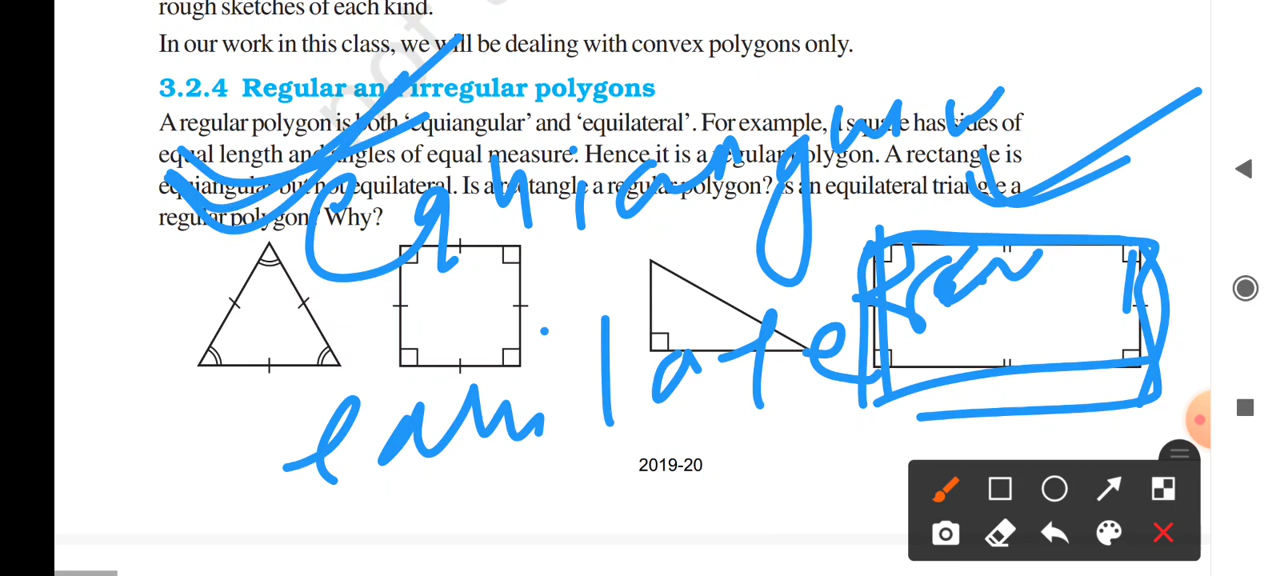 rough sketches of each kind.
In our work in this class, we will be dealing with convex polygons only.
3.2.4 Regular and irregular polygons
A regular polygon is both ‘equiangular’ and ‘equilateral’. For example, a square has sides of
equal length and angles of equal measure. Hence it is a regular polygon. A rectangle is
equiangular but not equilateral. Is a rectangle a regular polygon? Is an equilateral triangle a
regular polygon? Why?
2019-20